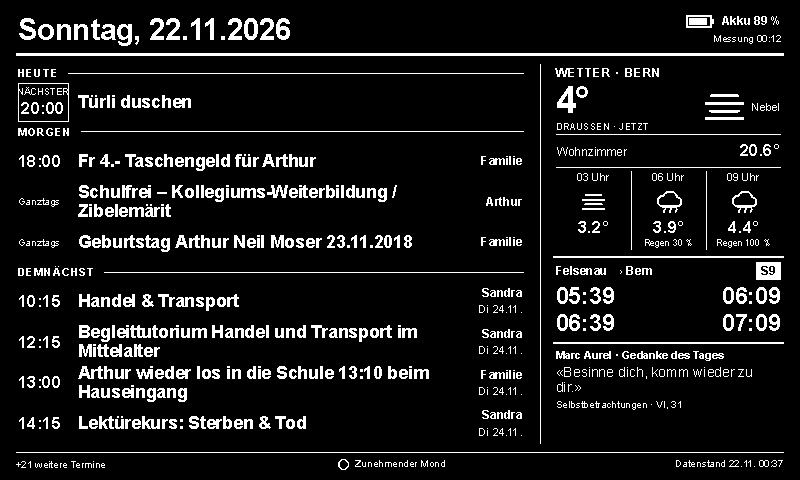 Sonntag, 22.11.2026
Akku 89 %
Messung 00:12
HEUTE
NÄCHSTER
20:00 Türli duschen
MORGEN
18:00 Fr 4.- Taschengeld für Arthur Familie
Ganztags Schulfrei – Kollegiums-Weiterbildung /
Zibelemärit Arthur
Ganztags Geburtstag Arthur Neil Moser 23.11.2018 Familie
DEMNÄCHST
10:15 Handel & Transport Sandra
Di 24.11.
12:15 Begleittutorium Handel und Transport im
Mittelalter Sandra
Di 24.11.
13:00 Arthur wieder los in die Schule 13:10 beim
Hauseingang Familie
Di 24.11.
14:15 Lektürekurs: Sterben & Tod Sandra
Di 24.11.
WETTER · BERN
4°
Nebel
DRAUSSEN · JETZT
Wohnzimmer 20.6°
03 Uhr 06 Uhr 09 Uhr
3.2° 3.9° 4.4°
Regen 30 % Regen 100 %
Felsenau → Bern S9
05:39 06:09
06:39 07:09
Marc Aurel · Gedanke des Tages
«Besinne dich, komm wieder zu
dir.»
Selbstbetrachtungen · VI, 31
+21 weitere Termine
Zunehmender Mond
Datenstand 22.11. 00:37